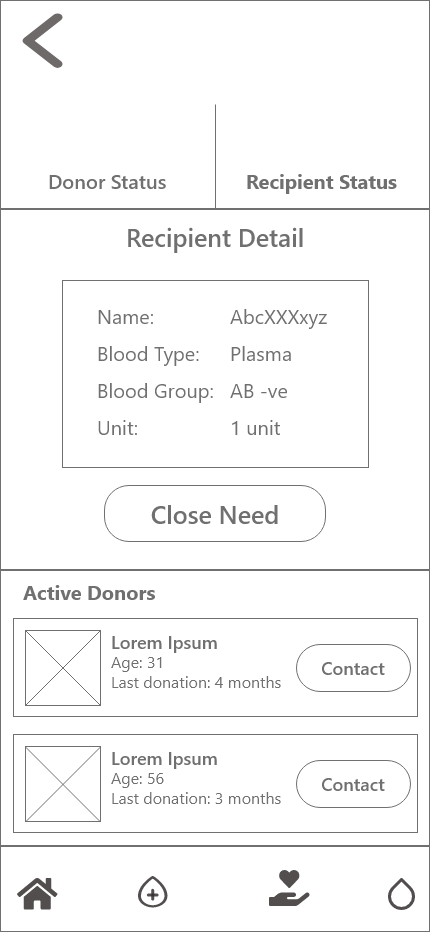 Donor Status
Recipient Status
Recipient Detail
Name: AbcXXXxyz
Blood Type: Plasma
Blood Group: AB -ve
Unit: 1 unit
Close Need
Active Donors
Lorem Ipsum
Age: 31
Last donation: 4 months
Contact
Lorem Ipsum
Age: 56
Last donation: 3 months
Contact